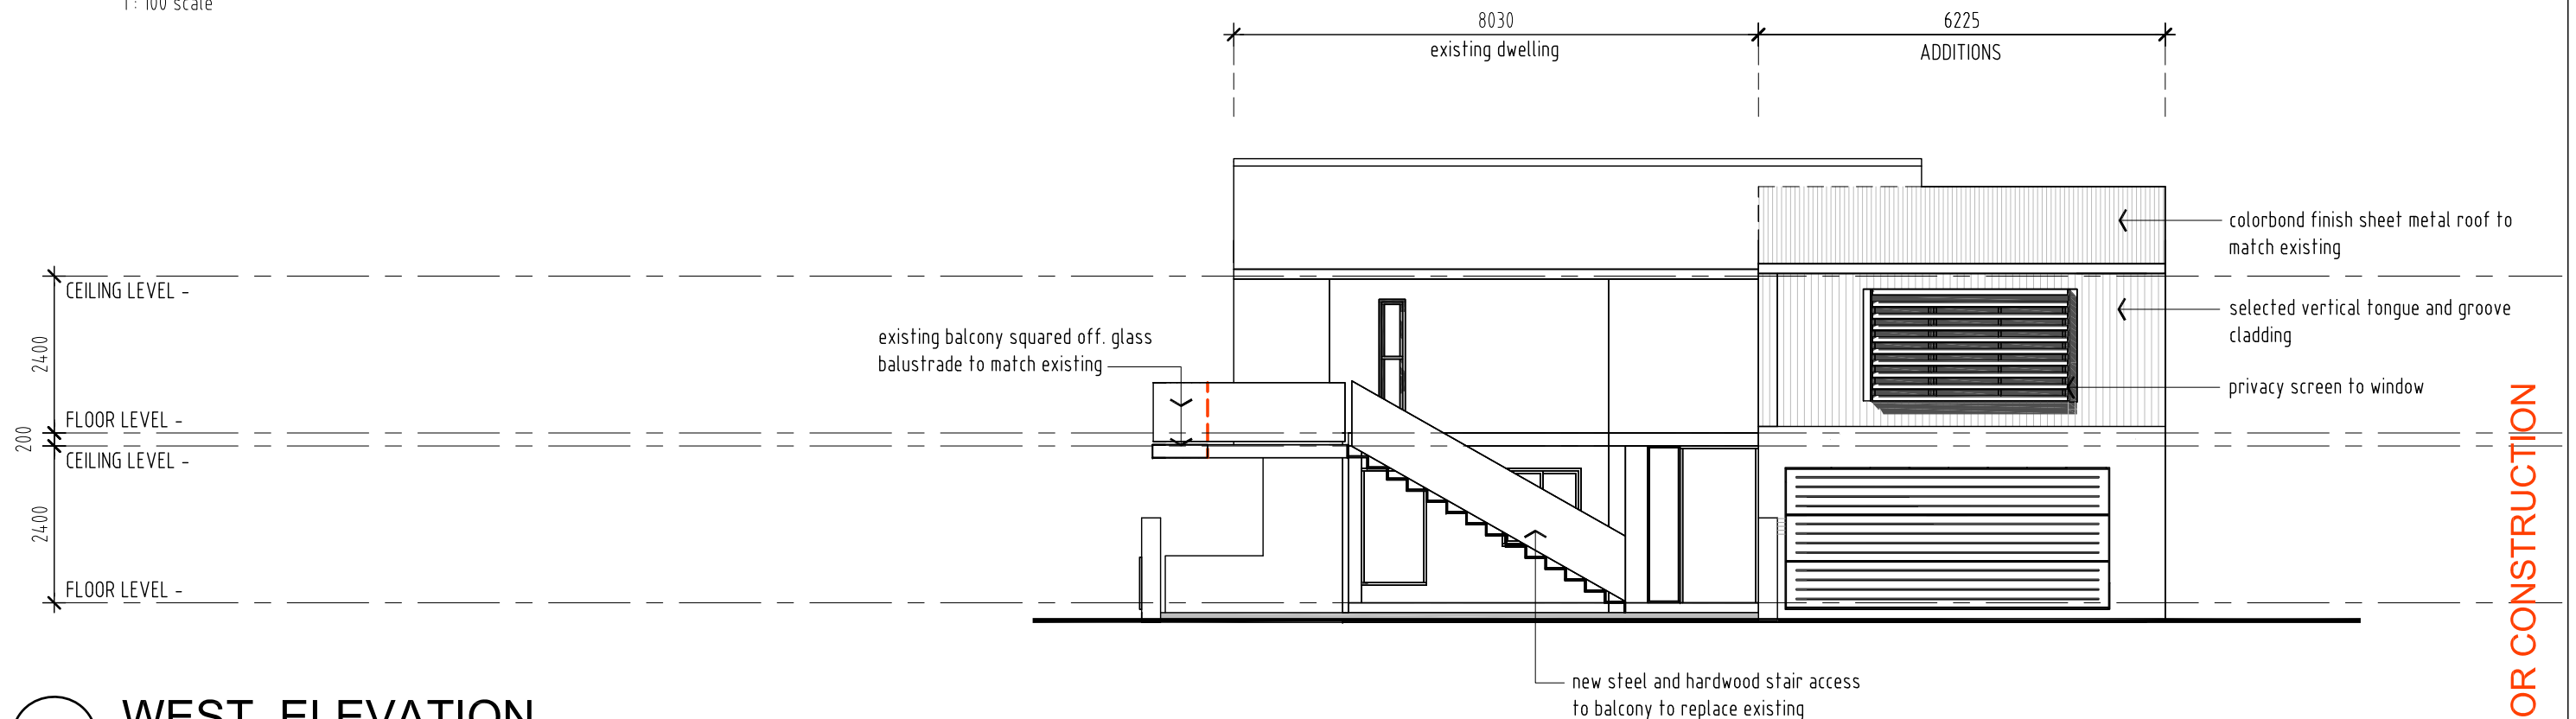 1 : 100 scale
8030
existing dwelling
6225
ADDITIONS
colorbond finish sheet metal roof to
match existing
CEILING LEVEL -
selected vertical tongue and groove
cladding
existing balcony squared off. glass
balustrade to match existing
2400
privacy screen to window
FLOOR LEVEL -
200
CEILING LEVEL -
2400
FLOOR LEVEL -
OR CONSTRUCTION
new steel and hardwood stair access
to balcony to replace existing
WEST ELEVATION